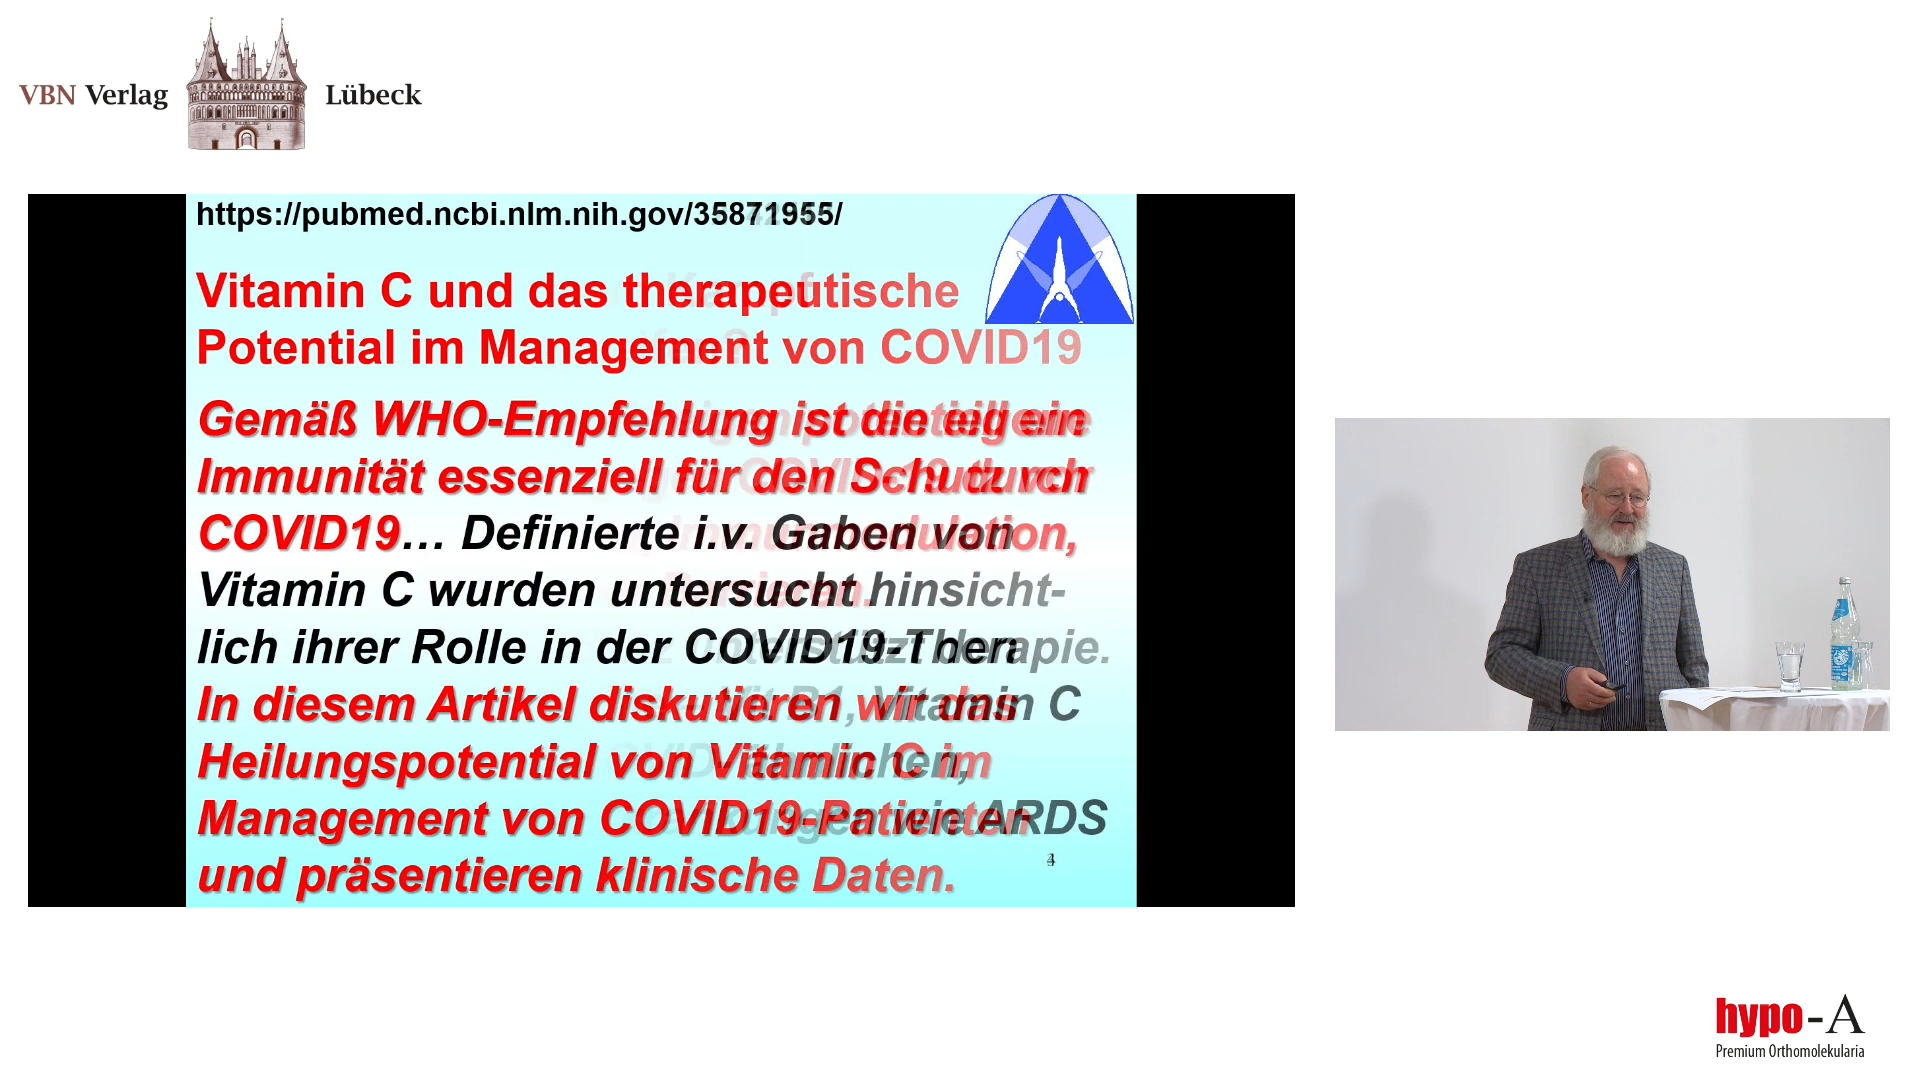 VBN Verlag Lübeck
https://pubmed.ncbi.nlm.nih.gov/35871955/
Vitamin C und das therapeutische
Potential im Management von COVID19
Gemäß WHO-Empfehlung ist die eigene
Immunität essenziell für den Schutz vor
COVID19… Definierte i.v. Gaben von
Vitamin C wurden untersucht hinsicht-
lich ihrer Rolle in der COVID19-Therapie.
In diesem Artikel diskutieren wir das
Heilungspotential von Vitamin C im
Management von COVID19-Patienten
und präsentieren klinische Daten.
hypo-A
Premium Orthomolekularia